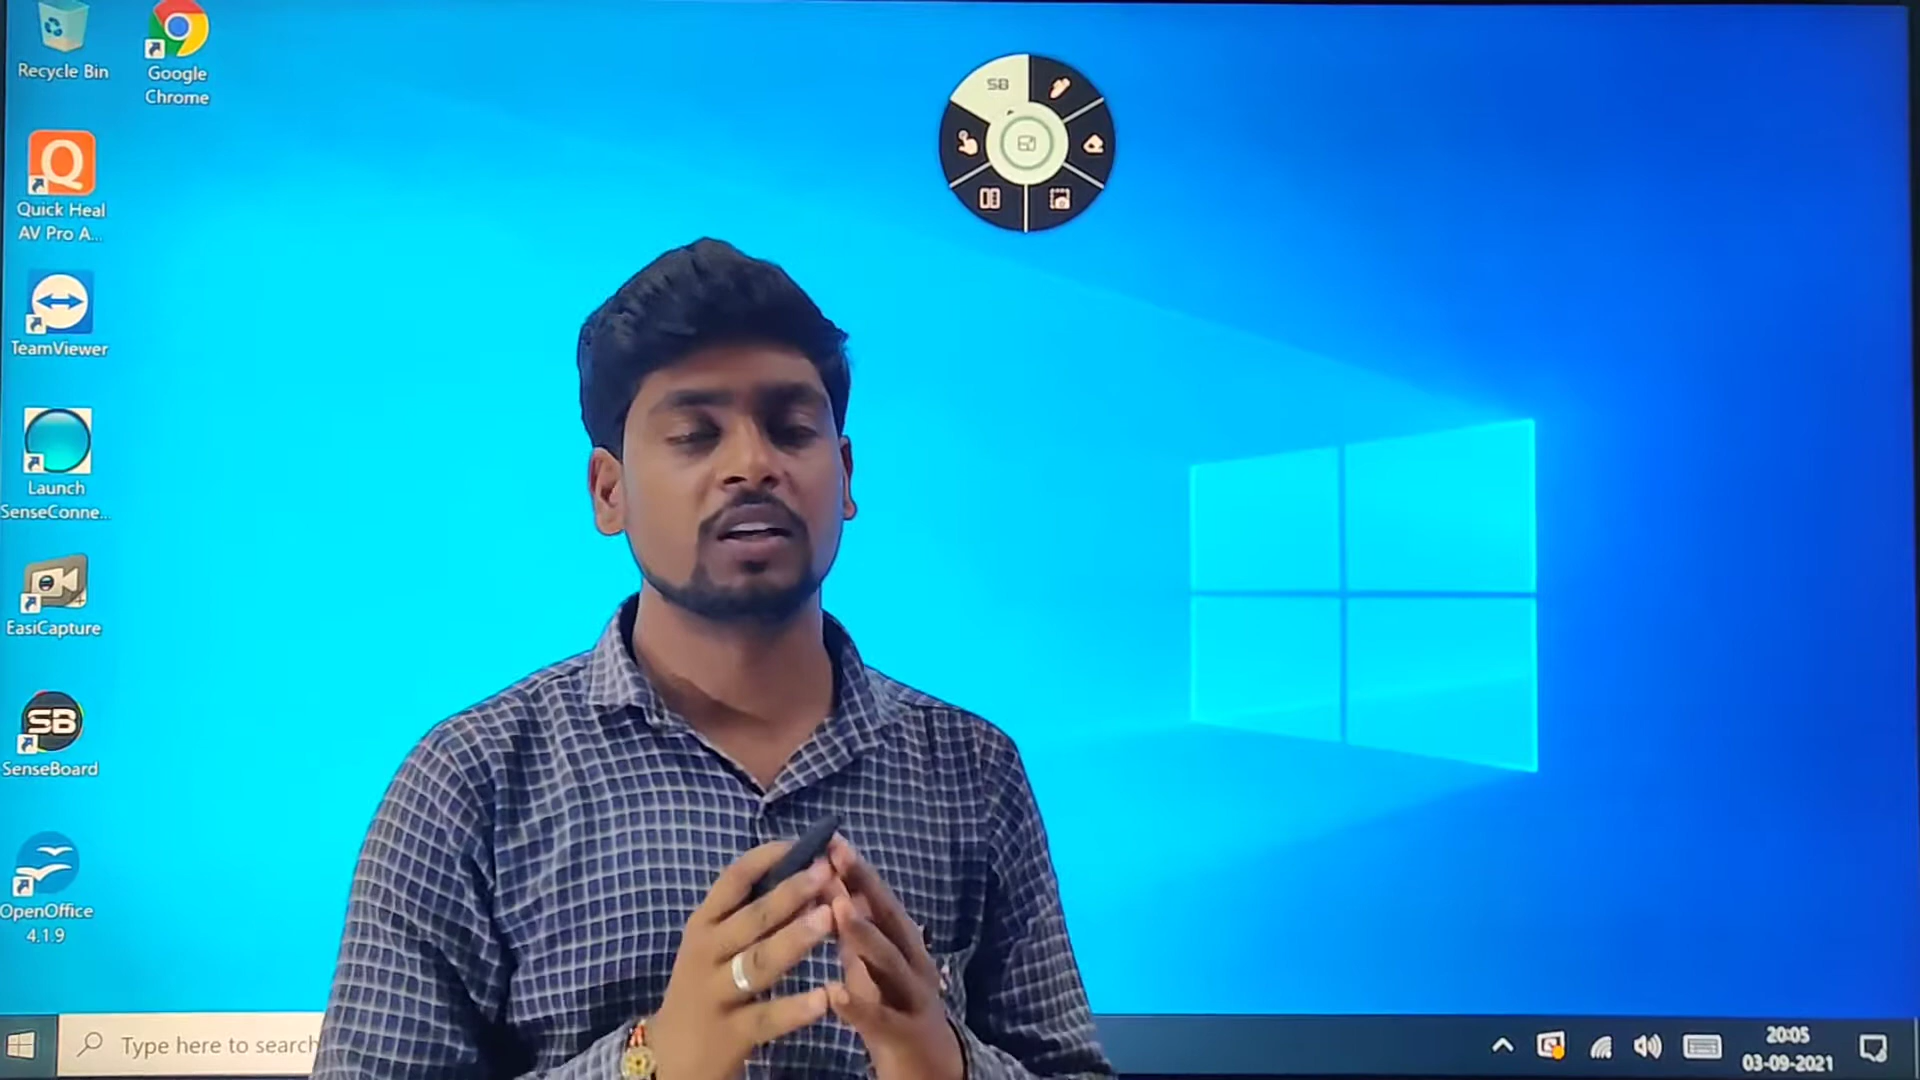 Recycle Bin
Google
Chrome
SB
Quick Heal
AV Pro A...
TeamViewer
Launch
SenseConne...
EasiCapture
SB
SenseBoard
OpenOffice
4.1.9
Type here to search
20:05
03-09-2021